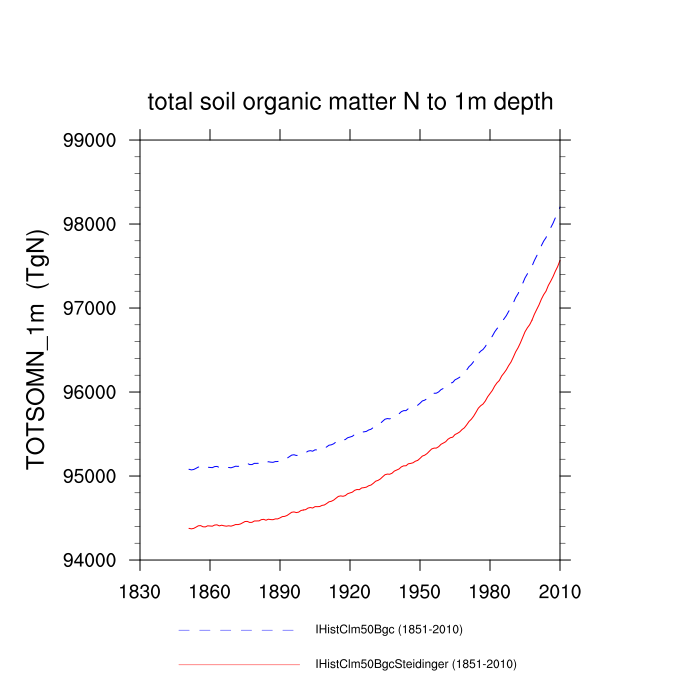 total soil organic matter N to 1m depth
TOTSOMN_1m (TgN)
99000
98000
97000
96000
95000
94000
1830 1860 1890 1920 1950 1980 2010
IHistClm50Bgc (1851-2010)
IHistClm50BgcSteidinger (1851-2010)